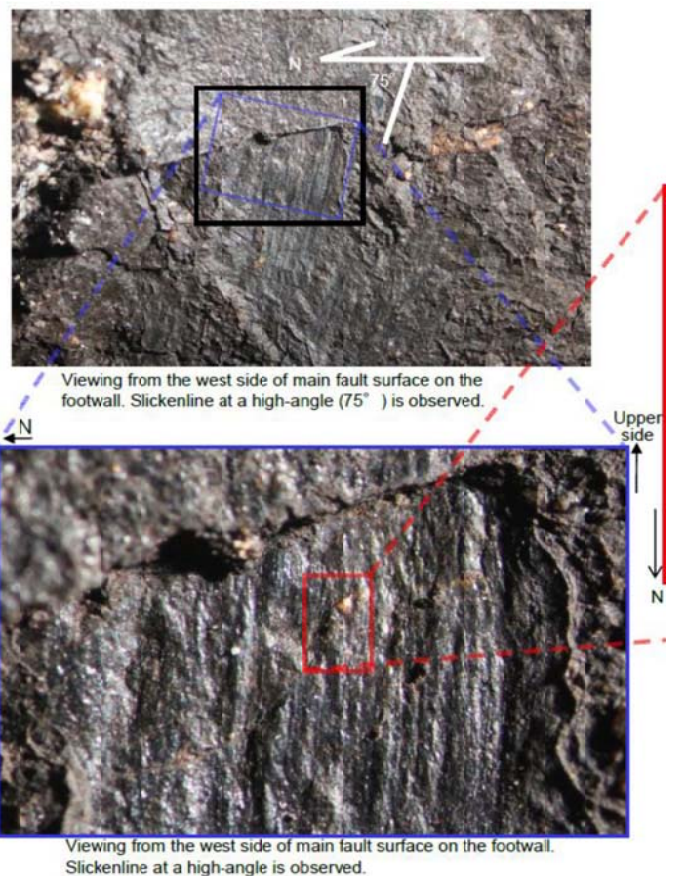 N
75°
Viewing from the west side of main fault surface on the
footwall. Slickenline at a high-angle (75° ) is observed.
N
Upper
side
N
Viewing from the west side of main fault surface on the footwall.
Slickenline at a high-angle is observed.